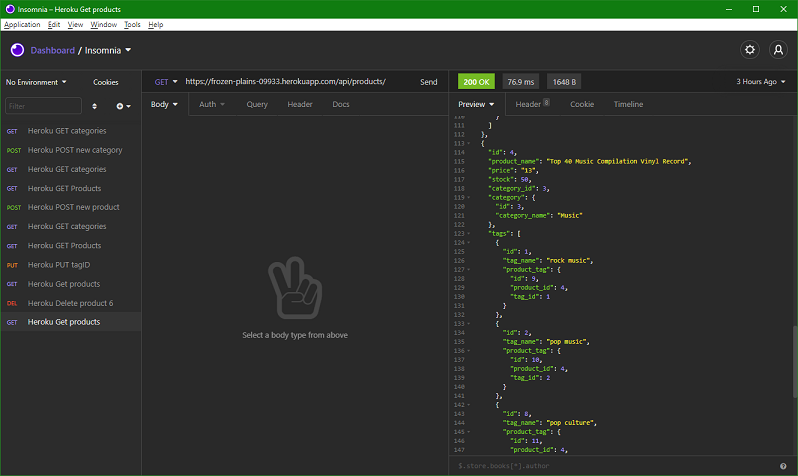 Insomnia – Heroku Get products
Application Edit View Window Tools Help
Dashboard / Insomnia
No Environment Cookies
Filter
GET Heroku GET categories
POST Heroku POST new category
GET Heroku GET categories
GET Heroku GET Products
POST Heroku POST new product
GET Heroku GET categories
GET Heroku GET Products
PUT Heroku PUT tagID
GET Heroku Get products
DEL Heroku Delete product 6
GET Heroku Get products
GET https://frozen-plains-09933.herokuapp.com/api/products/ Send
Body Auth Query Header Docs
Select a body type from above
200 OK 76.9 ms 1648 B 3 Hours Ago
Preview Header 8 Cookie Timeline
110 }
111 ]
112 },
113 {
114 "id": 4,
115 "product_name": "Top 40 Music Compilation Vinyl Record",
116 "price": "13",
117 "stock": 50,
118 "category_id": 3,
119 "category": {
120 "id": 3,
121 "category_name": "Music"
122 },
123 "tags": [
124 {
125 "id": 1,
126 "tag_name": "rock music",
127 "product_tag": {
128 "id": 9,
129 "product_id": 4,
130 "tag_id": 1
131 }
132 },
133 {
134 "id": 2,
135 "tag_name": "pop music",
136 "product_tag": {
137 "id": 10,
138 "product_id": 4,
139 "tag_id": 2
140 }
141 },
142 {
143 "id": 8,
144 "tag_name": "pop culture",
145 "product_tag": {
146 "id": 11,
147 "product_id": 4,
$.store.books[*].author